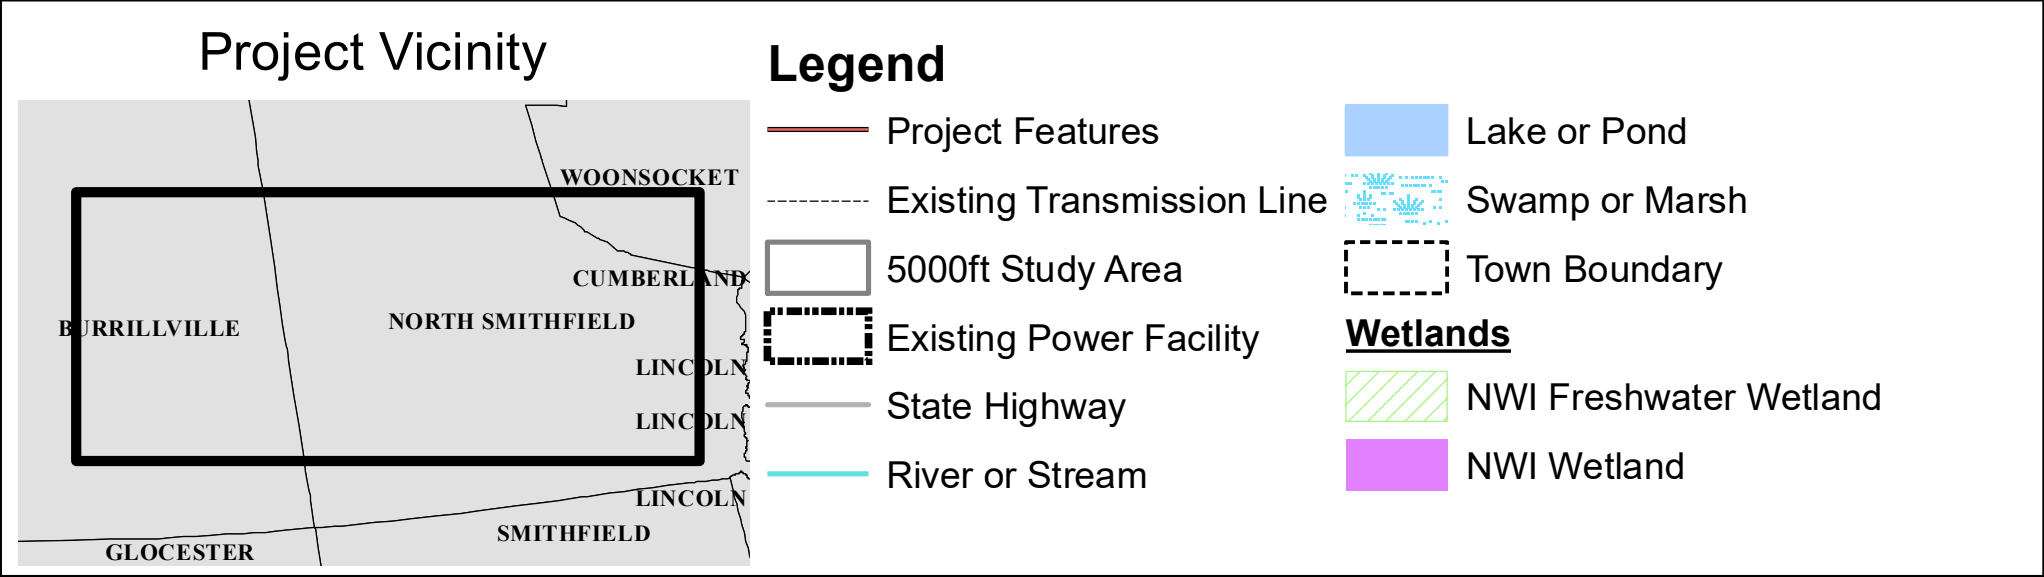 Project Vicinity
WOONSOCKET
CUMBERLAND
NORTH SMITHFIELD
BURRILLVILLE
LINCOLN
LINCOLN
LINCOLN
SMITHFIELD
GLOCESTER
Legend
Project Features
Existing Transmission Line
5000ft Study Area
Existing Power Facility
State Highway
River or Stream
Lake or Pond
Swamp or Marsh
Town Boundary
Wetlands
NWI Freshwater Wetland
NWI Wetland